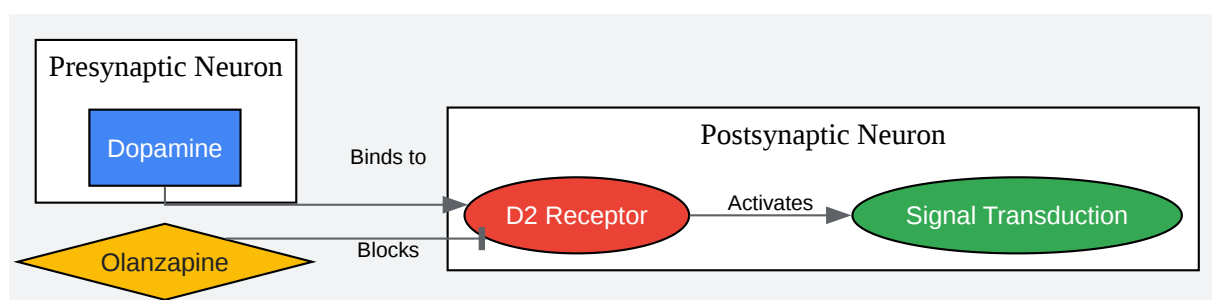 Presynaptic Neuron
Dopamine
Binds to
Postsynaptic Neuron
D2 Receptor
Activates
Signal Transduction
Olanzapine
Blocks